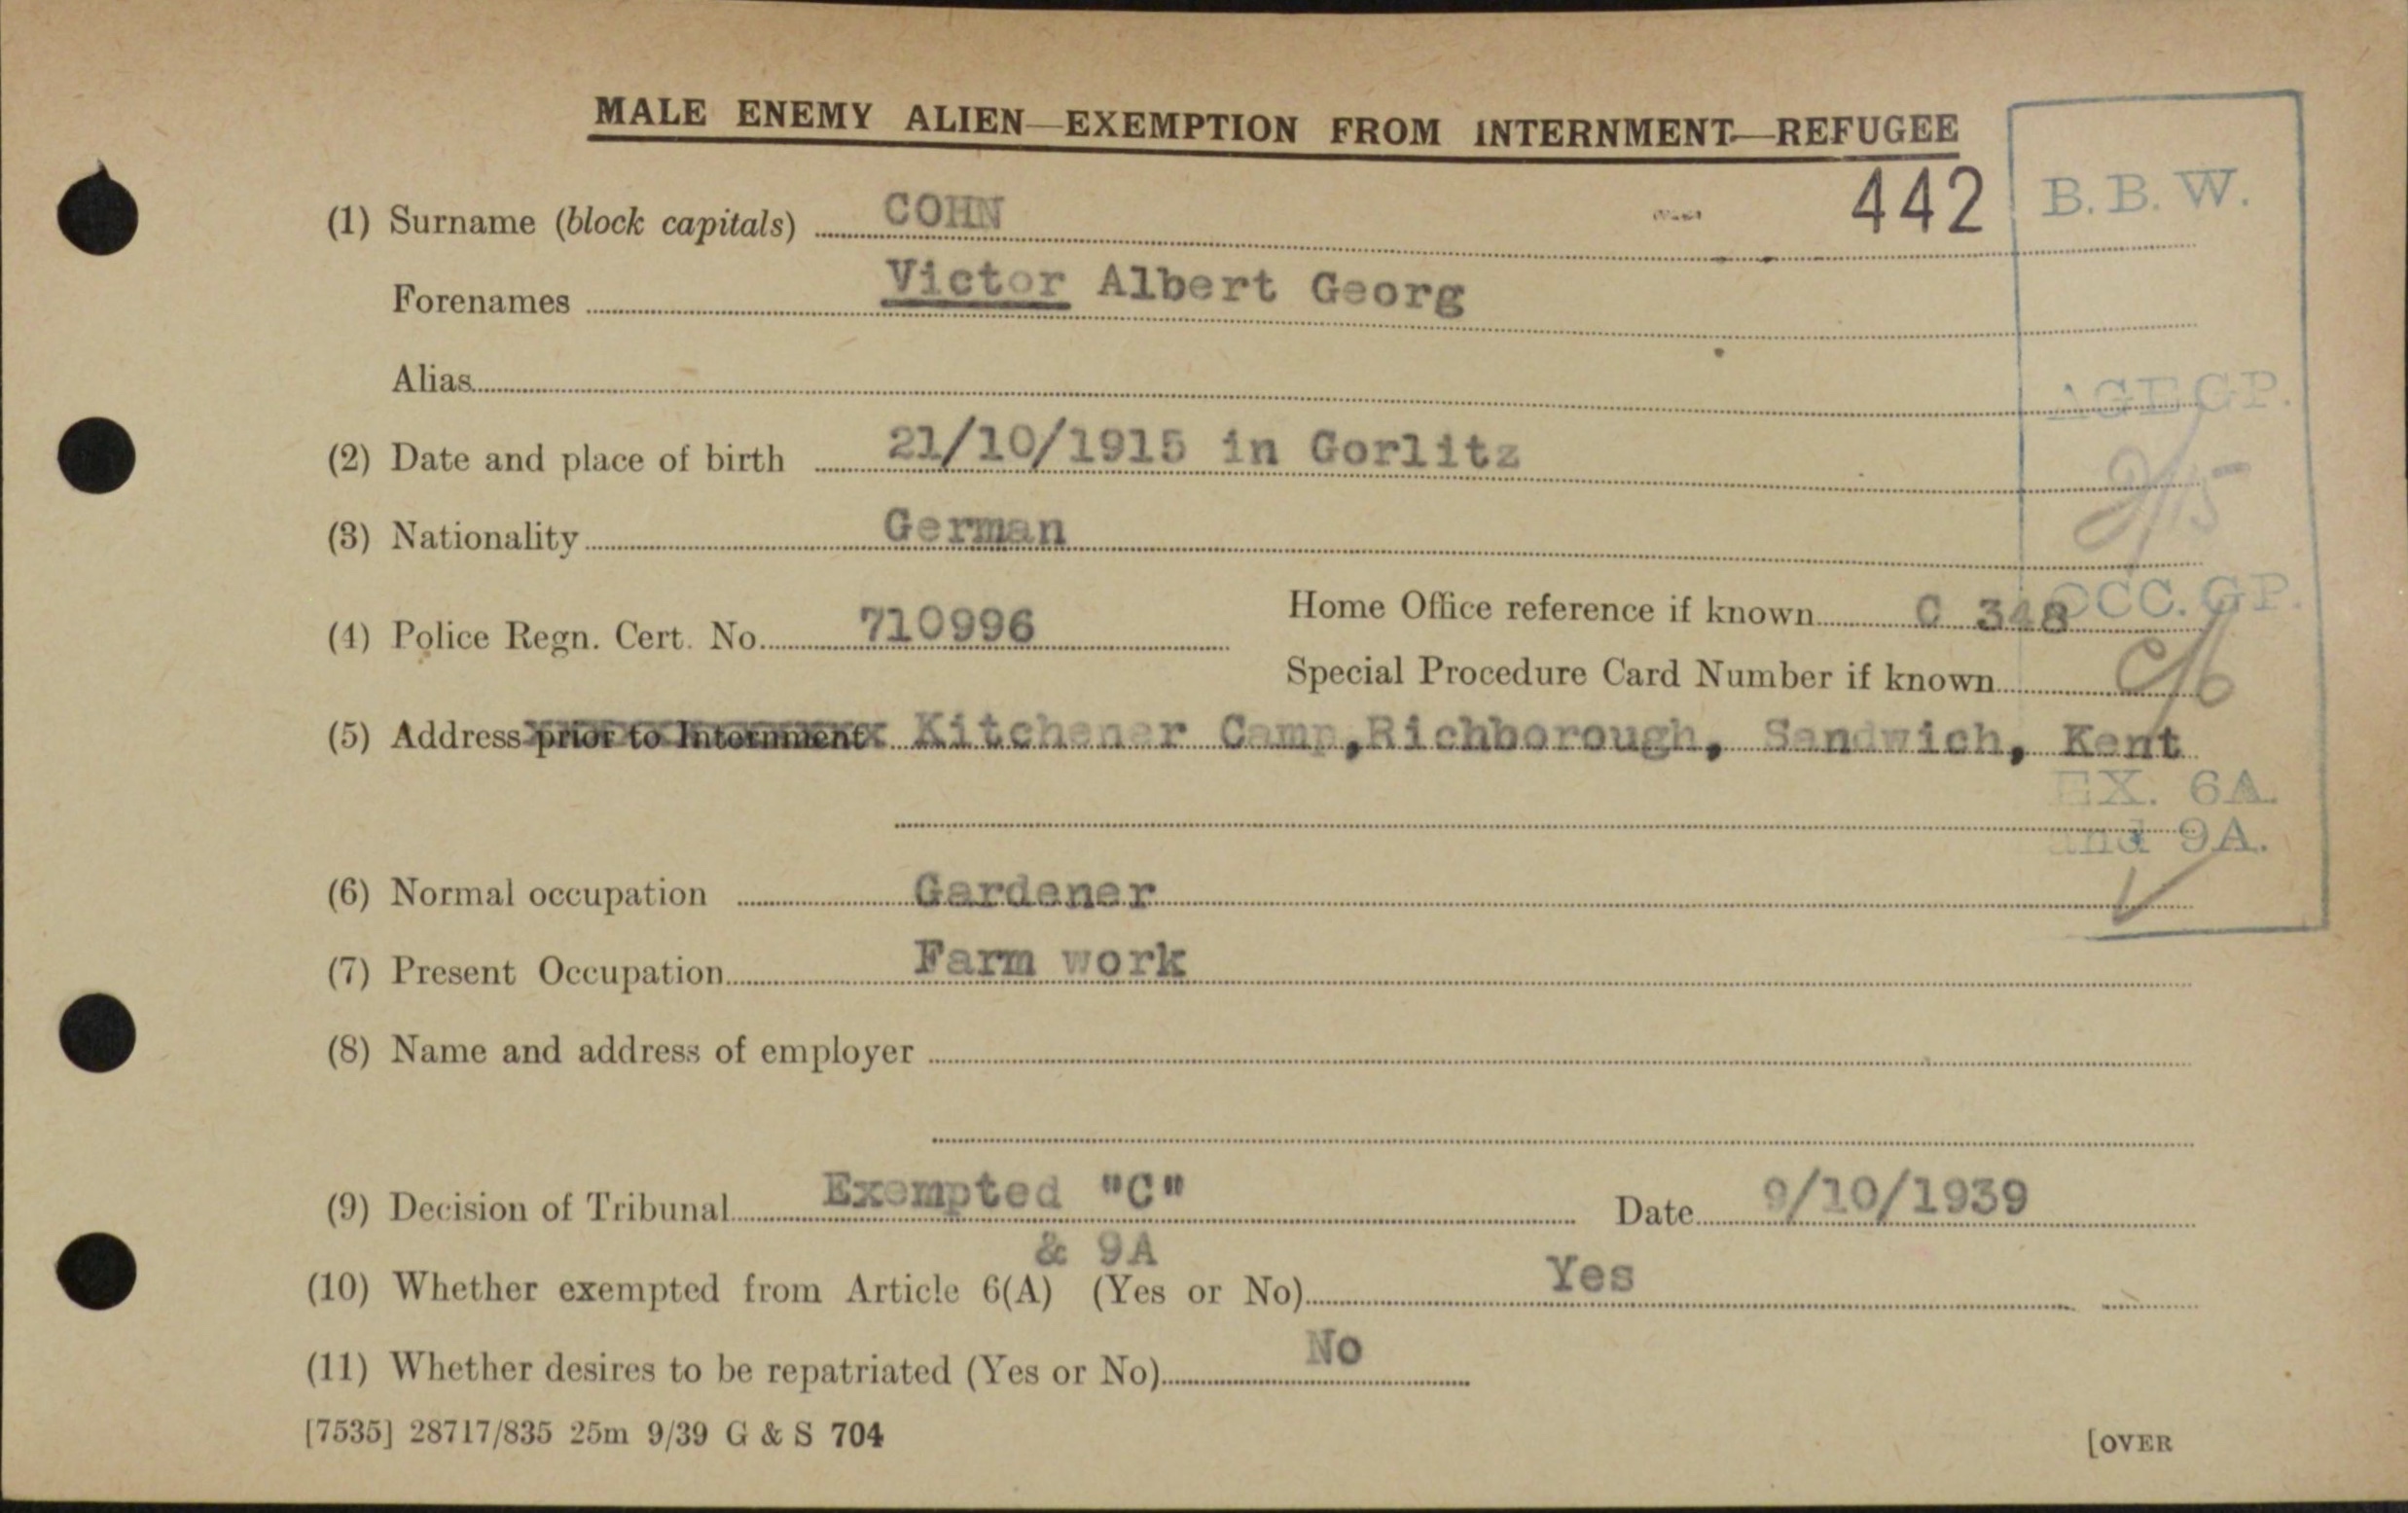 MALE ENEMY ALIEN—EXEMPTION FROM INTERNMENT—REFUGEE
442 B. B. W.
(1) Surname (block capitals) COHN
Forenames Victor Albert Georg
Alias
AGE GP.
(2) Date and place of birth 21/10/1915 in Gorlitz
(3) Nationality German
OCC. GP.
(4) Police Regn. Cert. No. 710996 Home Office reference if known C 348
Special Procedure Card Number if known
(5) Address prior to Internment Kitchener Camp, Richborough, Sandwich, Kent
EX. 6A.
and 9A.
(6) Normal occupation Gardener
(7) Present Occupation Farm work
(8) Name and address of employer
(9) Decision of Tribunal Exempted "C" Date 9/10/1939
& 9A
(10) Whether exempted from Article 6(A) (Yes or No) Yes
(11) Whether desires to be repatriated (Yes or No) No
[7535] 28717/835 25m 9/39 G & S 704
[OVER